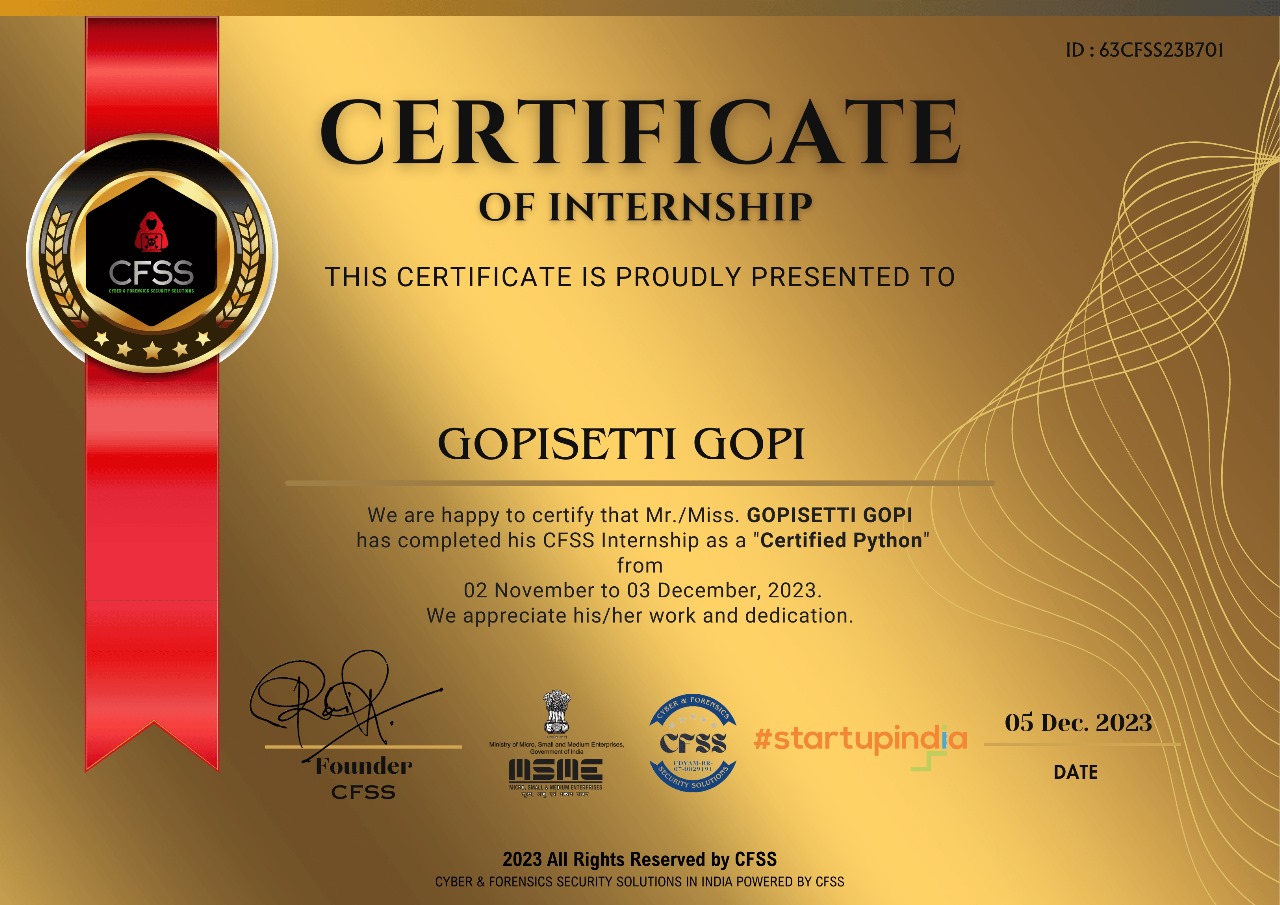 ID : 63CFSS23B701
CERTIFICATE
OF INTERNSHIP
THIS CERTIFICATE IS PROUDLY PRESENTED TO
CFSS
CYBER & FORENSICS SECURITY SOLUTIONS
GOPISETTI GOPI
We are happy to certify that Mr./Miss. GOPISETTI GOPI
has completed his CFSS Internship as a "Certified Python"
from
02 November to 03 December, 2023.
We appreciate his/her work and dedication.
Founder
CFSS
Ministry of Micro, Small and Medium Enterprises,
Government of India
MSME
MICRO, SMALL & MEDIUM ENTERPRISES
CYBER & FORENSICS
CFSS
UDYAM-BR-
07-0029191
SECURITY SOLUTIONS
#startupindia
05 Dec. 2023
DATE
2023 All Rights Reserved by CFSS
CYBER & FORENSICS SECURITY SOLUTIONS IN INDIA POWERED BY CFSS